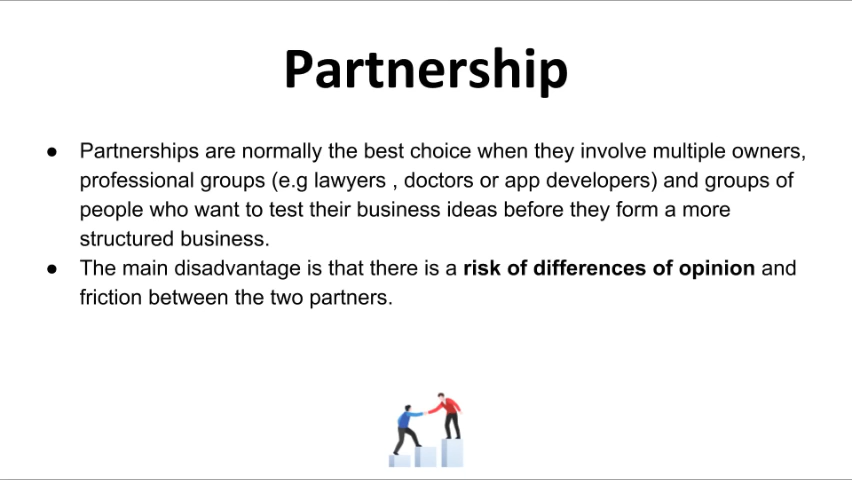 Partnership
● Partnerships are normally the best choice when they involve multiple owners,
professional groups (e.g lawyers , doctors or app developers) and groups of
people who want to test their business ideas before they form a more
structured business.
● The main disadvantage is that there is a risk of differences of opinion and
friction between the two partners.